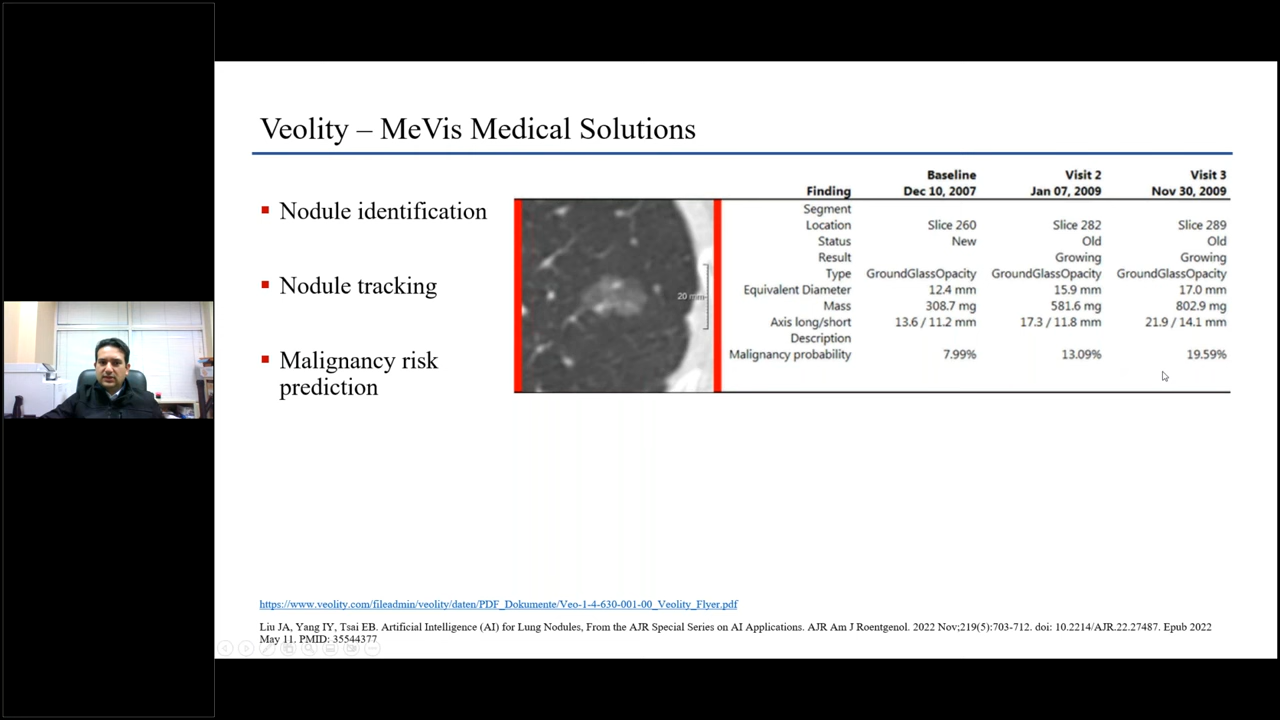 Veolity – MeVis Medical Solutions
Nodule identification
Nodule tracking
Malignancy risk
prediction
20 mm
Baseline Visit 2 Visit 3
Finding Dec 10, 2007 Jan 07, 2009 Nov 30, 2009
Segment
Location Slice 260 Slice 282 Slice 289
Status New Old Old
Result Growing Growing
Type GroundGlassOpacity GroundGlassOpacity GroundGlassOpacity
Equivalent Diameter 12.4 mm 15.9 mm 17.0 mm
Mass 308.7 mg 581.6 mg 802.9 mg
Axis long/short 13.6 / 11.2 mm 17.3 / 11.8 mm 21.9 / 14.1 mm
Description
Malignancy probability 7.99% 13.09% 19.59%
https://www.veolity.com/fileadmin/veolity/daten/PDF_Dokumente/Veo-1-4-630-001-00_Veolity_Flyer.pdf
Liu JA, Yang IY, Tsai EB. Artificial Intelligence (AI) for Lung Nodules, From the AJR Special Series on AI Applications. AJR Am J Roentgenol. 2022 Nov;219(5):703-712. doi: 10.2214/AJR.22.27487. Epub 2022
May 11. PMID: 35544377